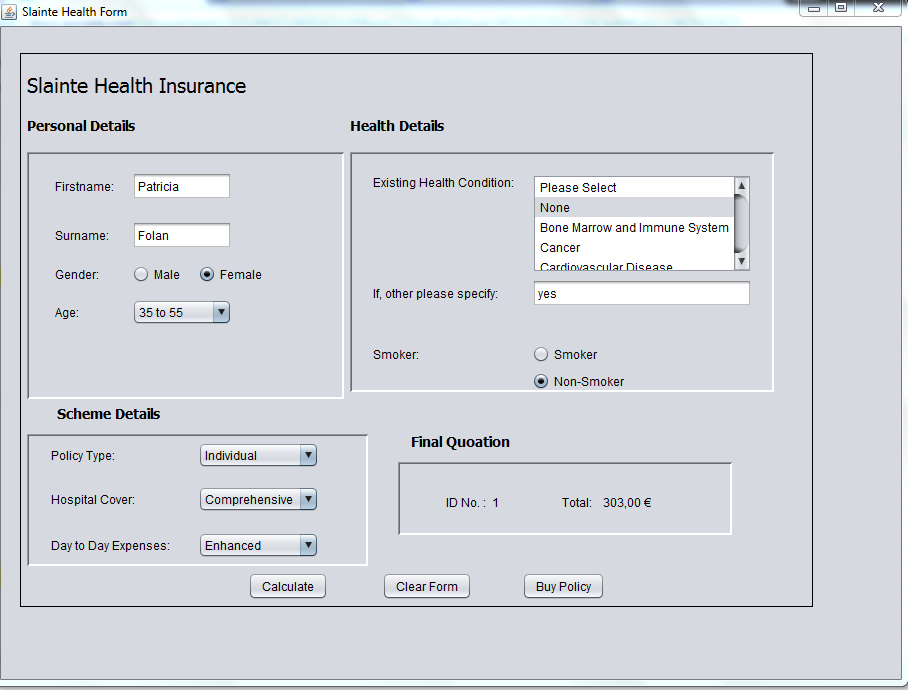 Slainte Health Form
Slainte Health Insurance
Personal Details
Firstname: Patricia
Surname: Folan
Gender: Male Female
Age: 35 to 55
Health Details
Existing Health Condition: Please Select
None
Bone Marrow and Immune System
Cancer
Cardiovascular Disease
If, other please specify: yes
Smoker: Smoker
Non-Smoker
Scheme Details
Policy Type: Individual
Hospital Cover: Comprehensive
Day to Day Expenses: Enhanced
Final Quoation
ID No. : 1 Total: 303,00 €
Calculate Clear Form Buy Policy